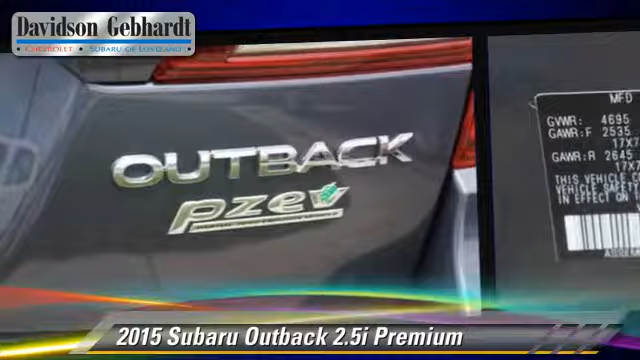 Davidson Gebhardt
CHEVROLET • SUBARU OF LOVELAND
OUTBACK
pzev
MFD
GVWR: 4695
GAWR:F 2535
17X7
GAWR:R 2645
17X7
THIS VEHICLE
VEHICLE SAFETY
IN EFFECT ON
2015 Subaru Outback 2.5i Premium